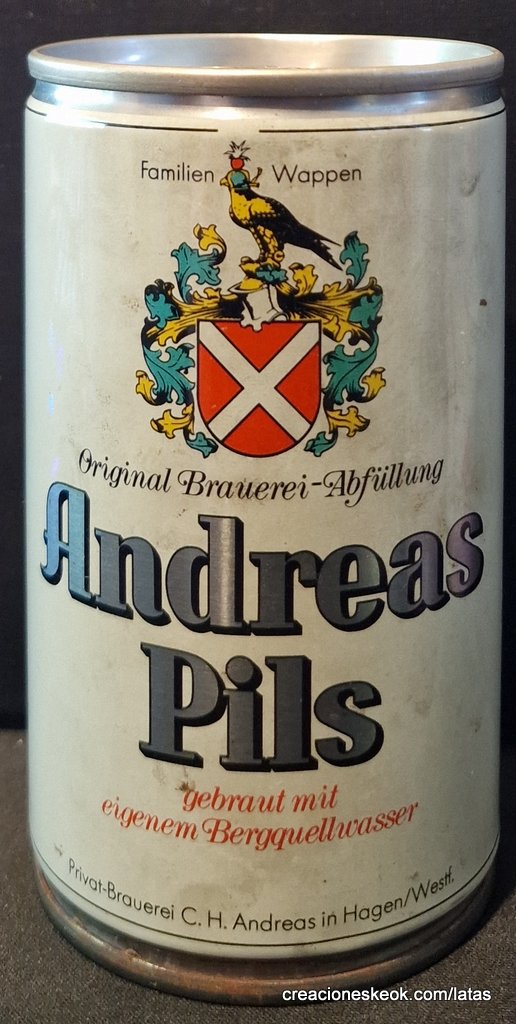 Familien Wappen
Original Brauerei-Abfüllung
Andreas
Pils
gebraut mit
eigenem Bergquellwasser
Privat-Brauerei C. H. Andreas in Hagen/Westf.
creacioneskeok.com/latas